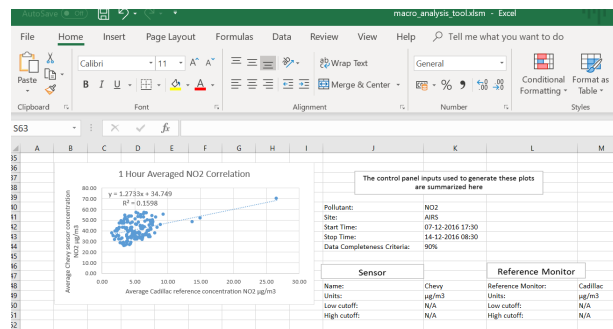 AutoSave Off macro_analysis_tool.xlsm - Excel
File Home Insert Page Layout Formulas Data Review View Help Tell me what you want to do
Paste Calibri 11 A^ A˅ Wrap Text General
B I U A Merge & Center % 9 Conditional Formatting Format as Table
Clipboard Font Alignment Number Styles
S63 fx
A B C D E F G H I J K L M
35
36
37
38
39
40
41
42
43
44
45
46
47
48
49
50
51
52
1 Hour Averaged NO2 Correlation
y = 1.2733x + 34.749
R² = 0.1598
80.00
70.00
60.00
50.00
40.00
30.00
20.00
10.00
0.00
0.00 5.00 10.00 15.00 20.00 25.00 30.00
Average Chevy sensor concentration NO2 µg/m3
Average Cadillac reference concentration NO2 µg/m3
The control panel inputs used to generate these plots
are summarized here
Pollutant: NO2
Site: AIRS
Start Time: 07-12-2016 17:30
Stop Time: 14-12-2016 08:30
Data Completeness Criteria: 90%
Sensor Reference Monitor
Name: Chevy Reference Monitor: Cadillac
Units: µg/m3 Units: µg/m3
Low cutoff: N/A Low cutoff: N/A
High cutoff: N/A High cutoff: N/A